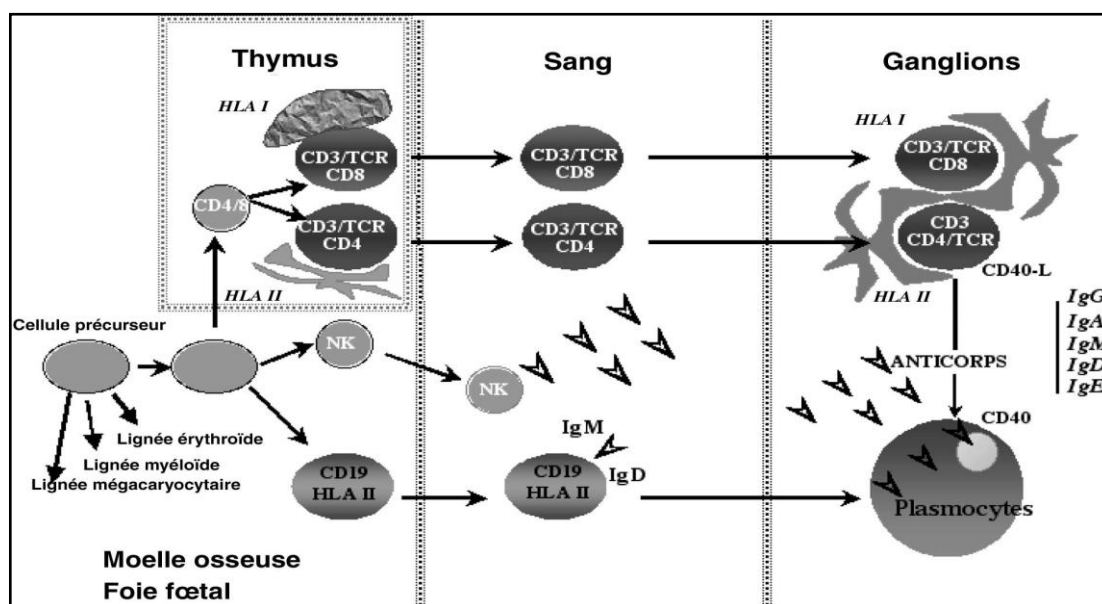 Thymus
HLA I
CD3/TCR
CD8
CD4/8
CD3/TCR
CD4
HLA II
Cellule précurseur
NK
Lignée érythroïde
Lignée myéloïde
Lignée mégacaryocytaire
CD19
HLA II
Moelle osseuse
Foie fœtal
Sang
CD3/TCR
CD8
CD3/TCR
CD4
NK
IgM
CD19
HLA II
IgD
Ganglions
HLA I
CD3/TCR
CD8
CD3
CD4/TCR
CD40-L
HLA II
IgG
IgA
IgM
IgD
IgE
ANTICORPS
CD40
Plasmocytes